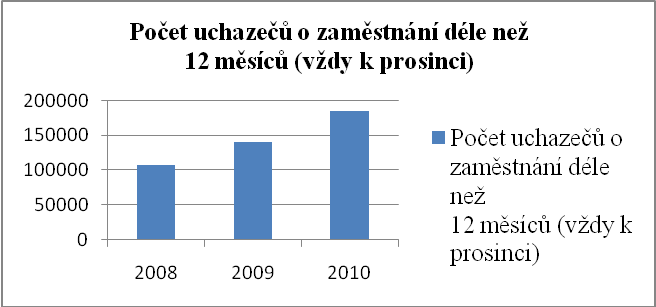 Počet uchazečů o zaměstnání déle než
12 měsíců (vždy k prosinci)
200000
150000
100000
50000
0
2008 2009 2010
Počet uchazečů o
zaměstnání déle
než
12 měsíců (vždy k
prosinci)